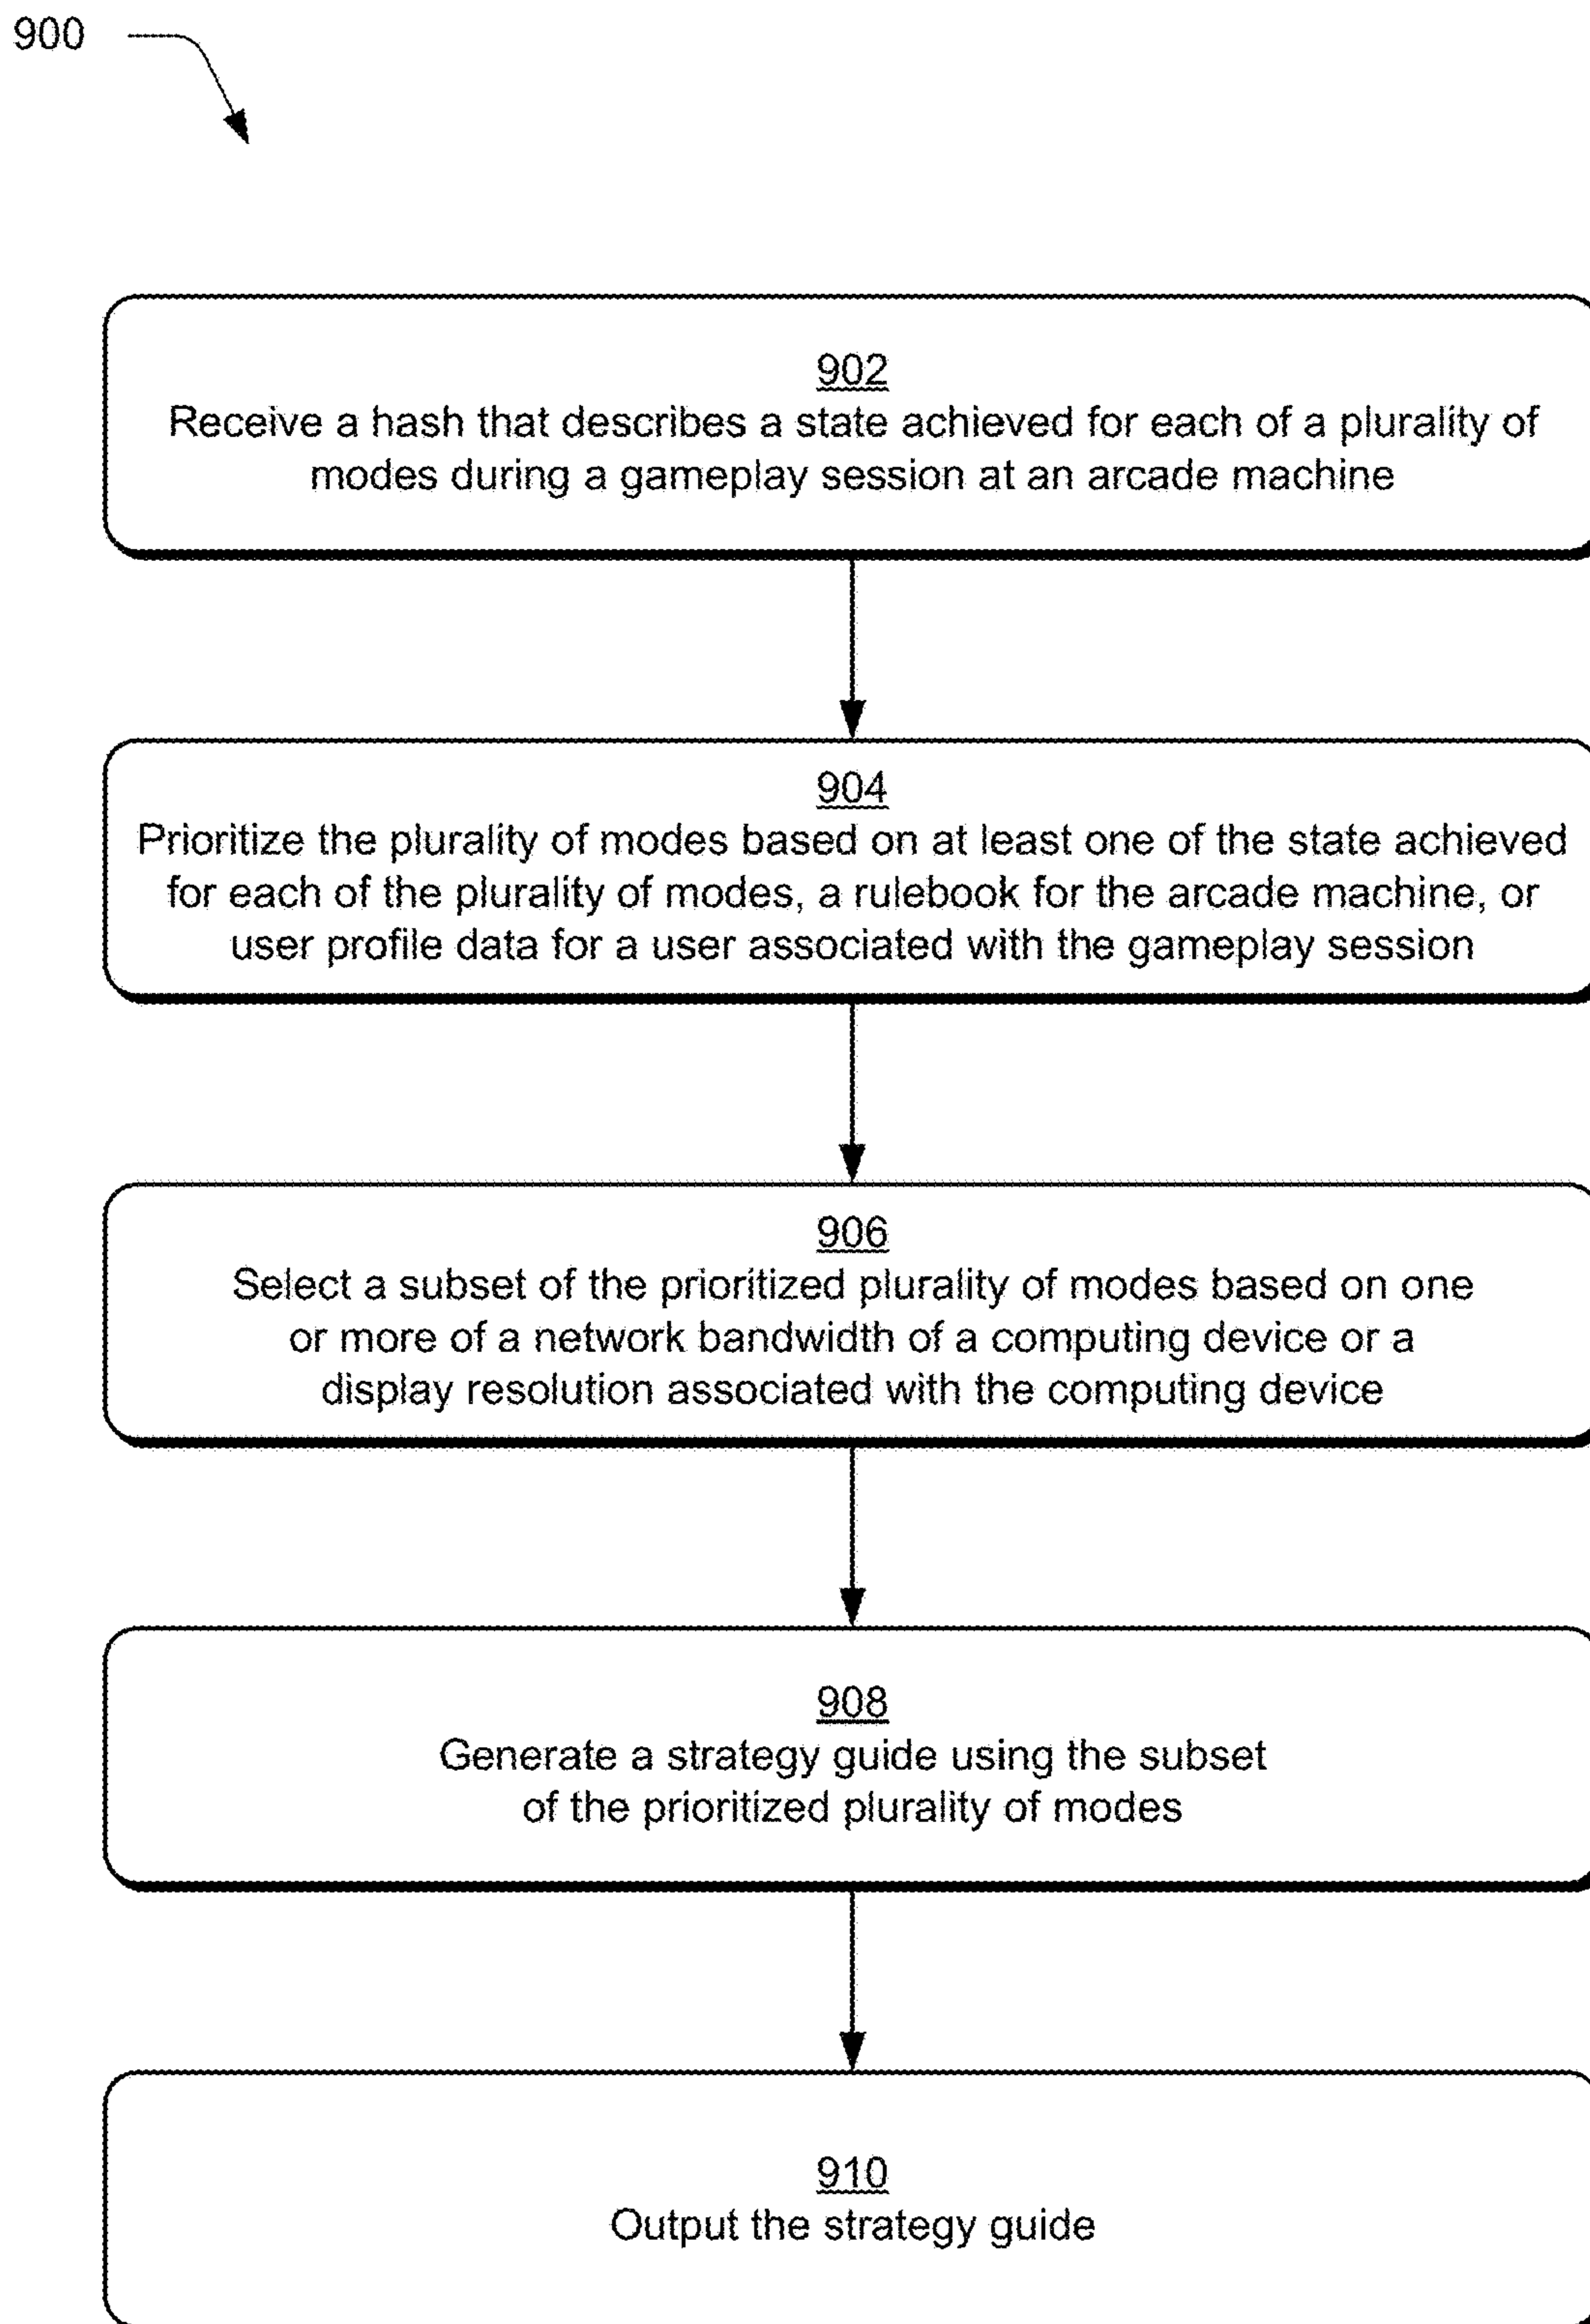 900
902
Receive a hash that describes a state achieved for each of a plurality of
modes during a gameplay session at an arcade machine
904
Prioritize the plurality of modes based on at least one of the state achieved
for each of the plurality of modes, a rulebook for the arcade machine, or
user profile data for a user associated with the gameplay session
906
Select a subset of the prioritized plurality of modes based on one
or more of a network bandwidth of a computing device or a
display resolution associated with the computing device
908
Generate a strategy guide using the subset
of the prioritized plurality of modes
910
Output the strategy guide